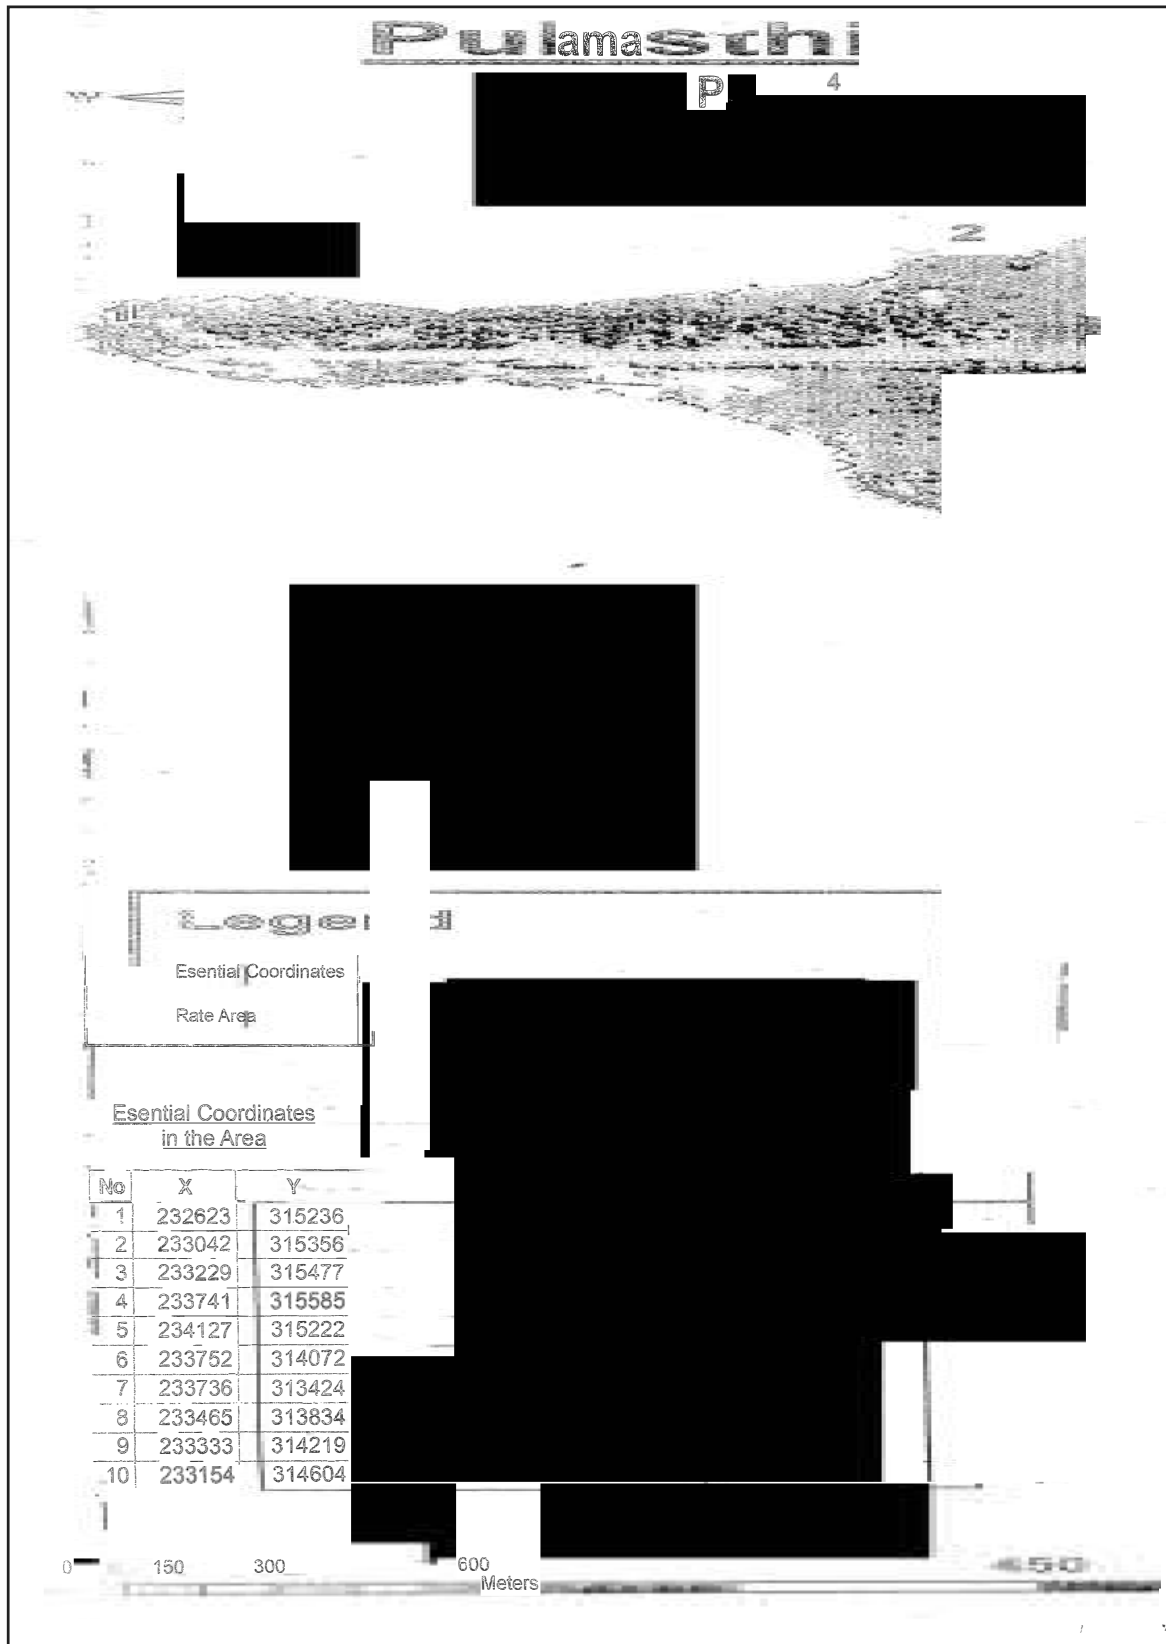 Pulamaschi
P
4
2
Legend
Esential Coordinates
Rate Area
Esential Coordinates
in the Area
No X Y
1 232623 315236
2 233042 315356
3 233229 315477
4 233741 315585
5 234127 315222
6 233752 314072
7 233736 313424
8 233465 313834
9 233333 314219
10 233154 314604
0 150 300 600 450
Meters